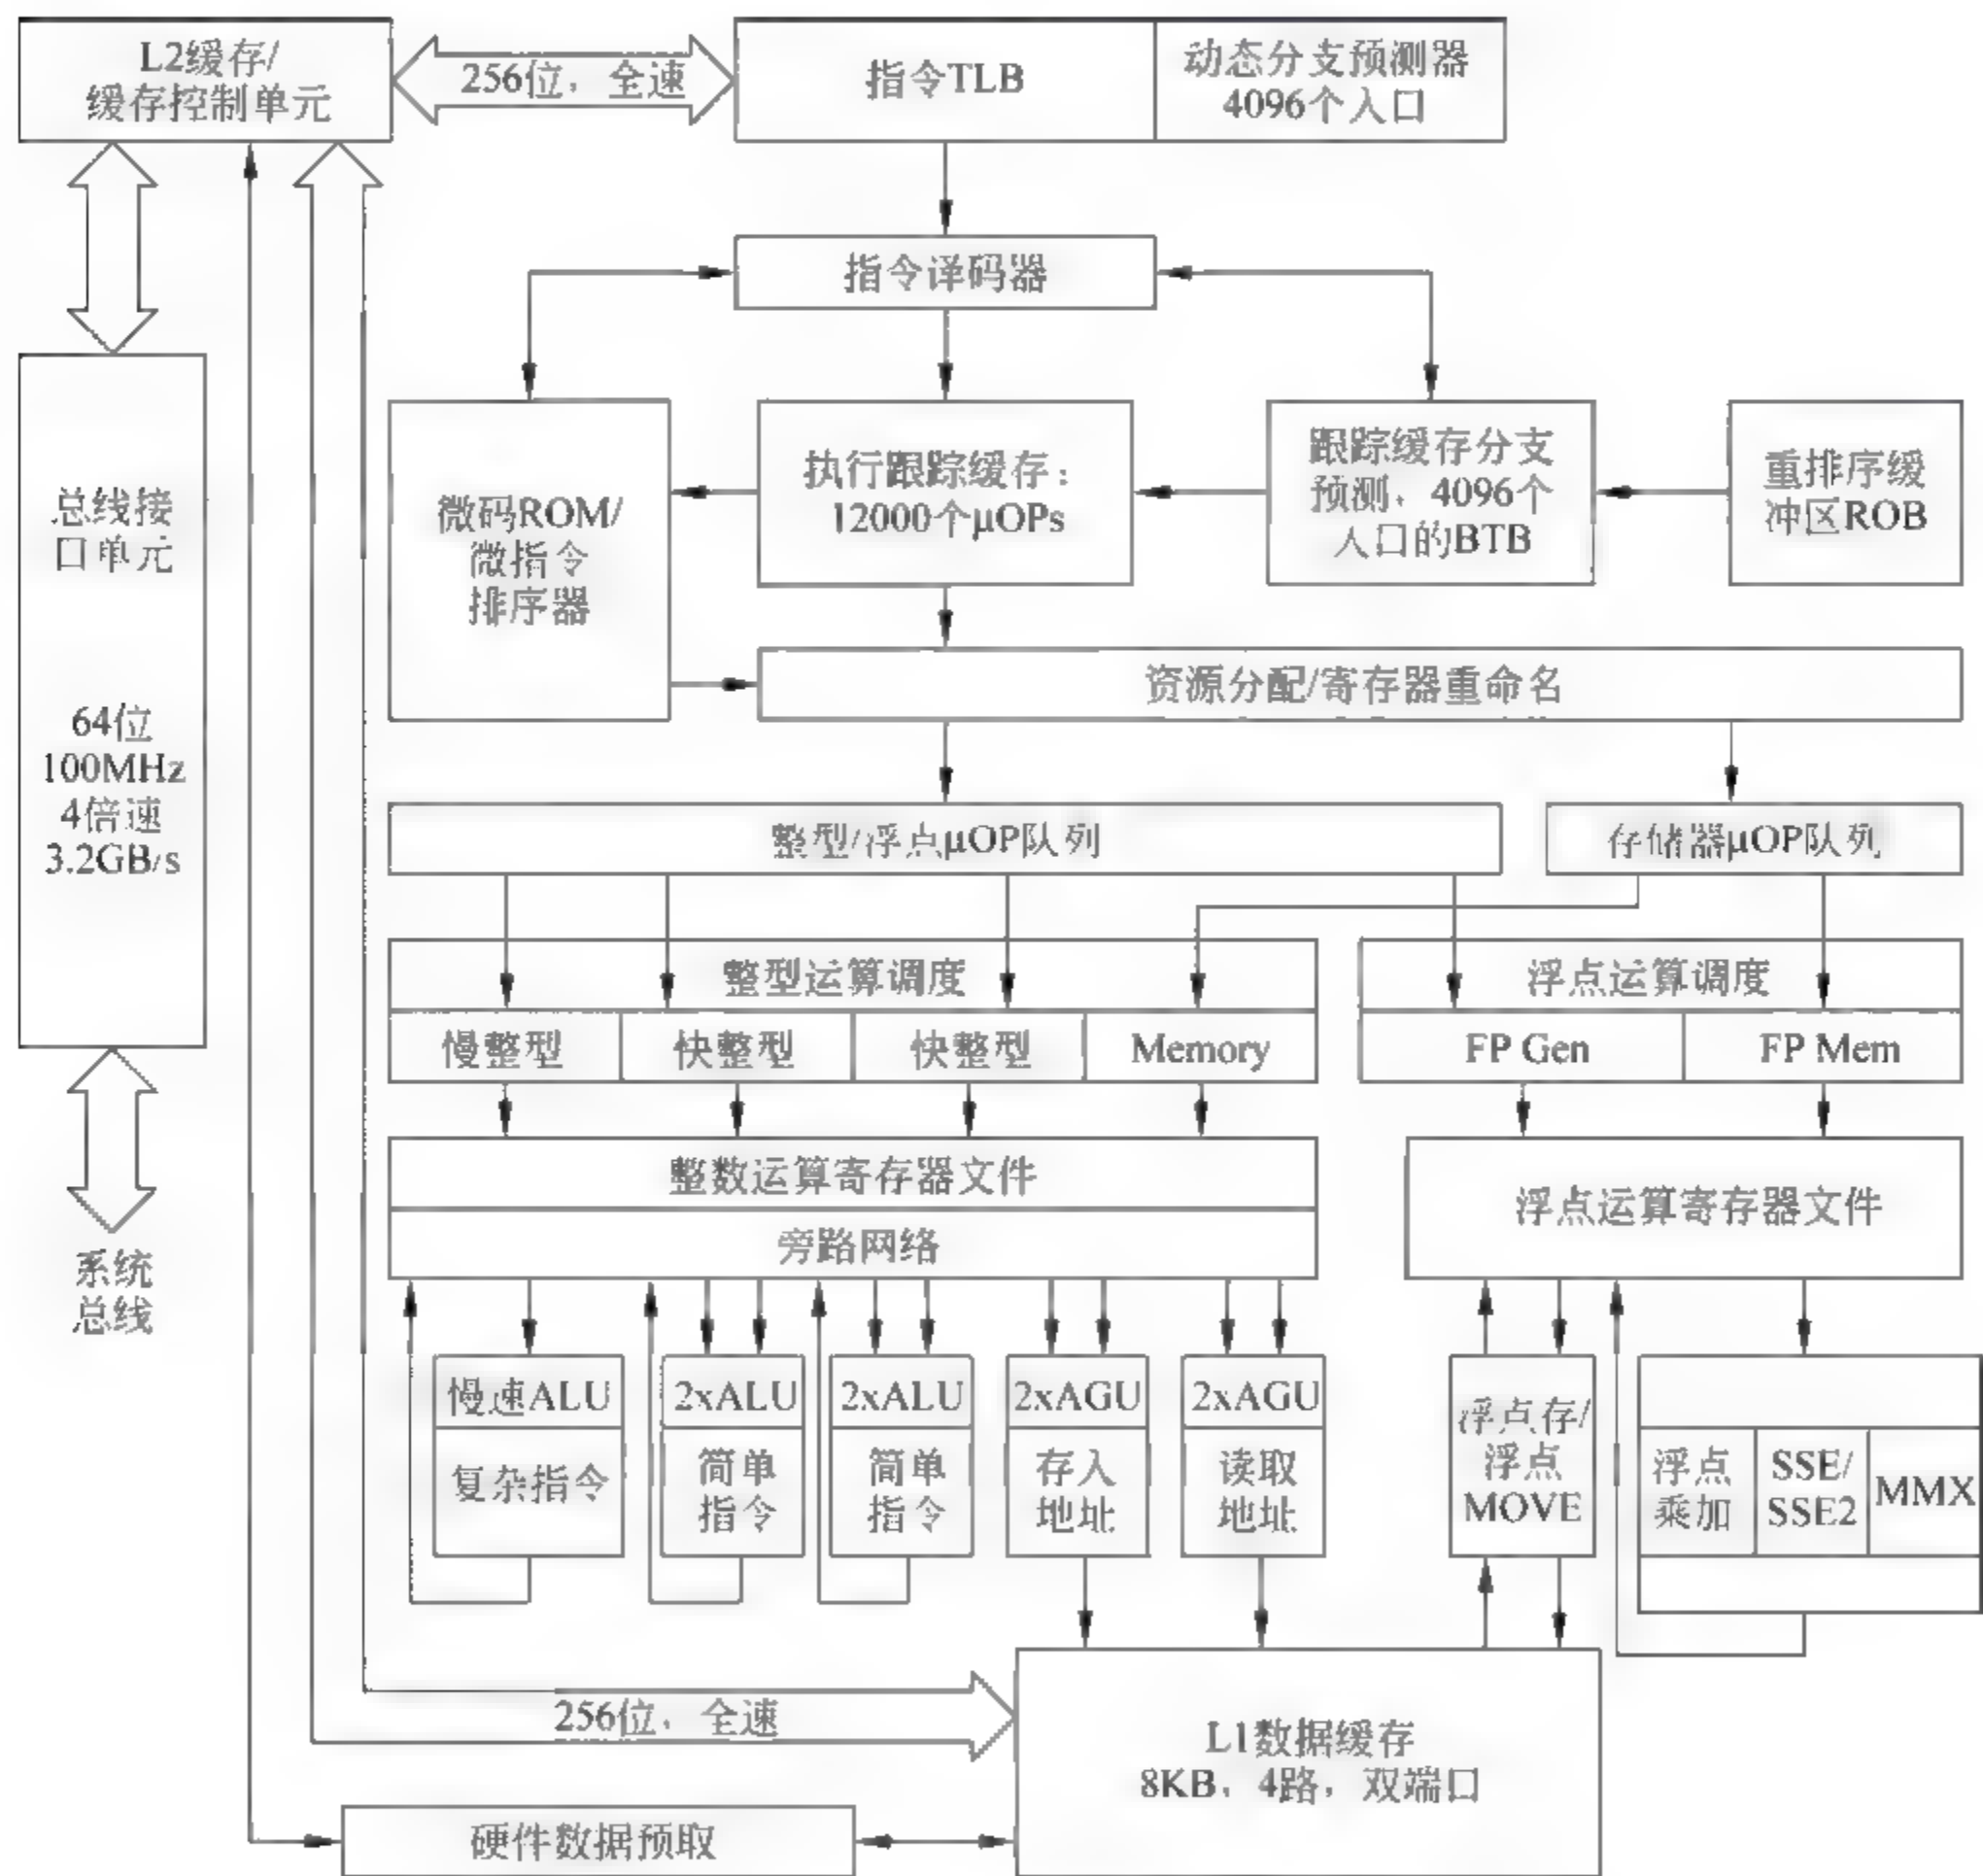 L2缓存/
缓存控制单元
256位，全速
指令TLB
动态分支预测器
4096个入口
指令译码器
总线接
口单元
64位
100MHz
4倍速
3.2GB/s
系统
总线
微码ROM/
微指令
排序器
执行跟踪缓存：
12000个μOPs
跟踪缓存分支
预测，4096个
入口的BTB
重排序缓
冲区ROB
资源分配/寄存器重命名
整型/浮点μOP队列
存储器μOP队列
整型运算调度
浮点运算调度
慢整型
快整型
快整型
Memory
FP Gen
FP Mem
整数运算寄存器文件
旁路网络
浮点运算寄存器文件
慢速ALU
复杂指令
2xALU
简单
指令
2xALU
简单
指令
2xAGU
存入
地址
2xAGU
读取
地址
浮点存/
浮点
MOVE
浮点
乘加
SSE/
SSE2
MMX
256位，全速
L1数据缓存
8KB，4路，双端口
硬件数据预取